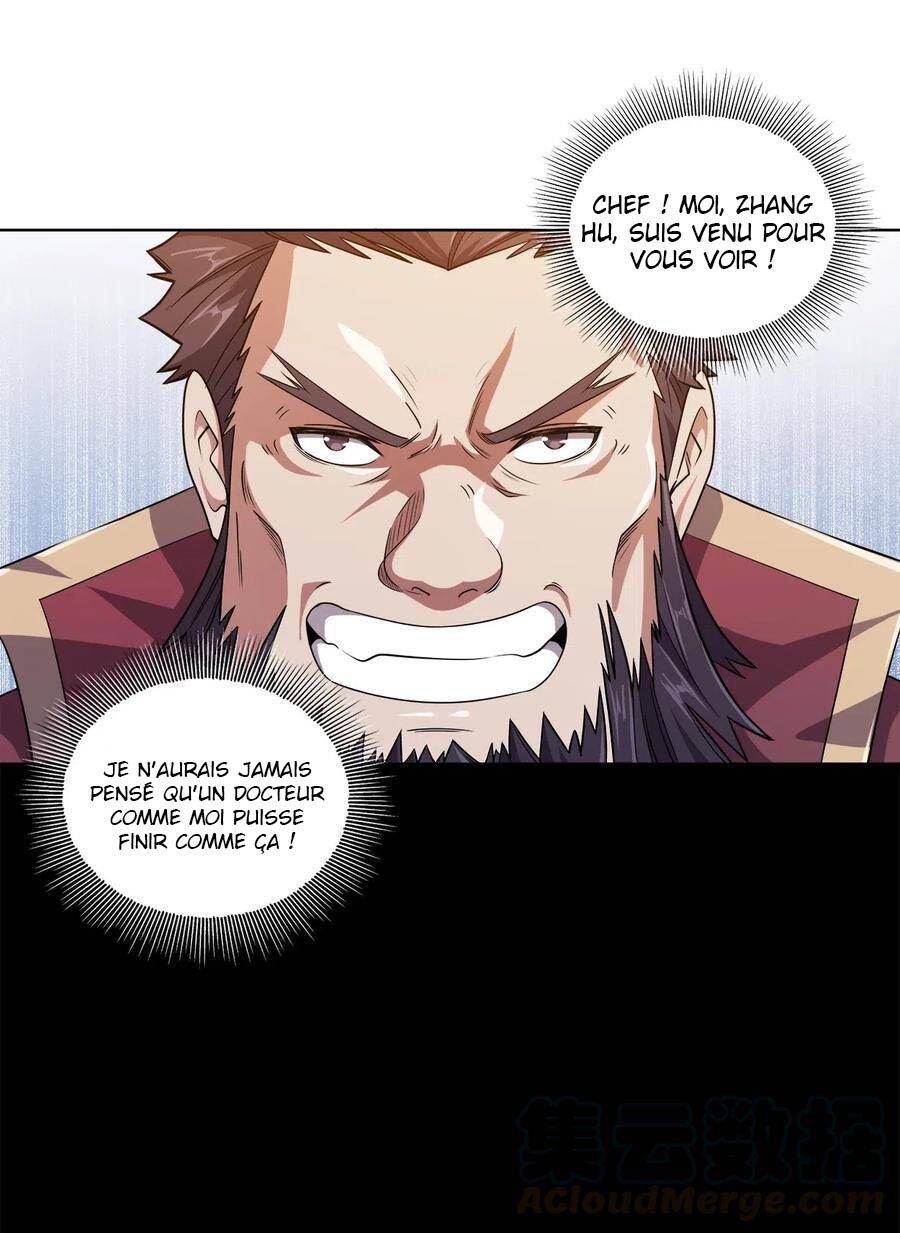 CHEF ! MOI, ZHANG
HU, SUIS VENU POUR
VOUS VOIR !
JE N'AURAIS JAMAIS
PENSÉ QU'UN DOCTEUR
COMME MOI PUISSE
FINIR COMME ÇA !
集云数据
ACloudMerge.com